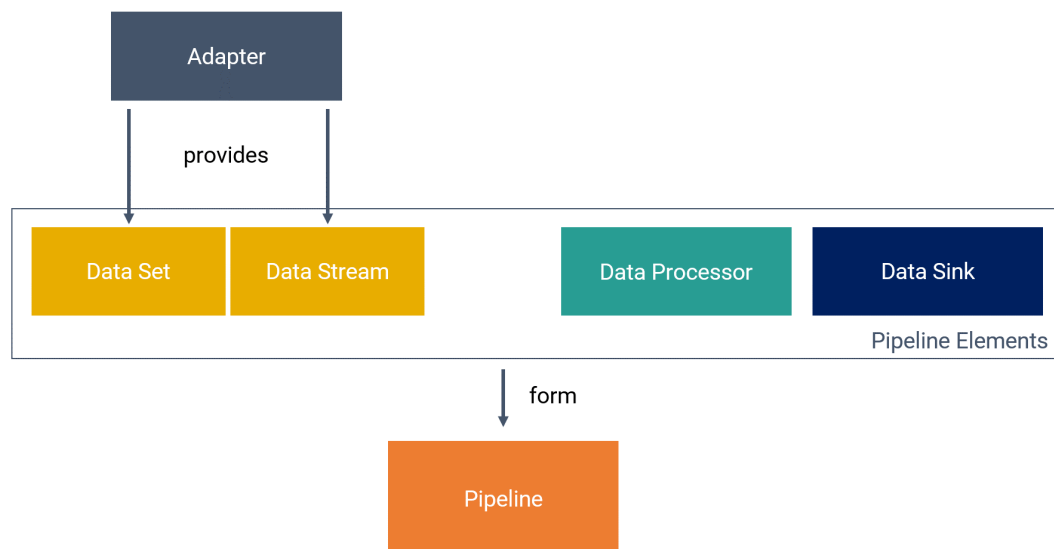 Adapter
provides
Data Set
Data Stream
Data Processor
Data Sink
Pipeline Elements
form
Pipeline